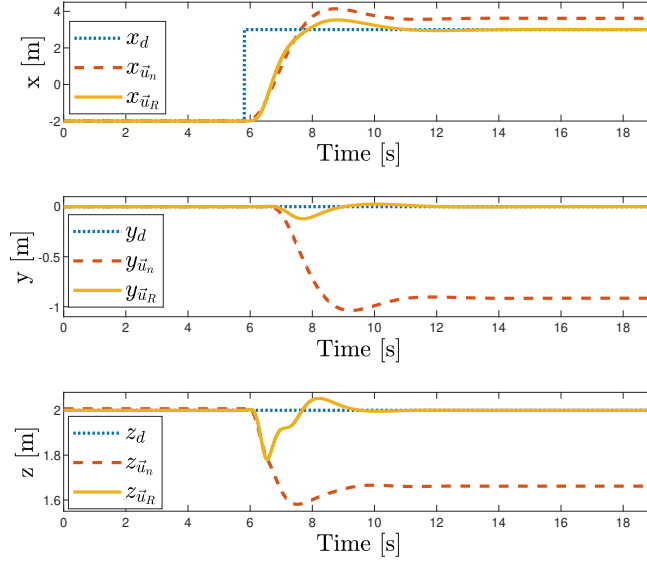 x [m]
4
2
0
-2
x_d
x_{\vec{u}_n}
x_{\vec{u}_R}
0 2 4 6 8 10 12 14 16 18
Time [s]
y [m]
0
-0.5
-1
y_d
y_{\vec{u}_n}
y_{\vec{u}_R}
0 2 4 6 8 10 12 14 16 18
Time [s]
z [m]
2
1.8
1.6
z_d
z_{\vec{u}_n}
z_{\vec{u}_R}
0 2 4 6 8 10 12 14 16 18
Time [s]